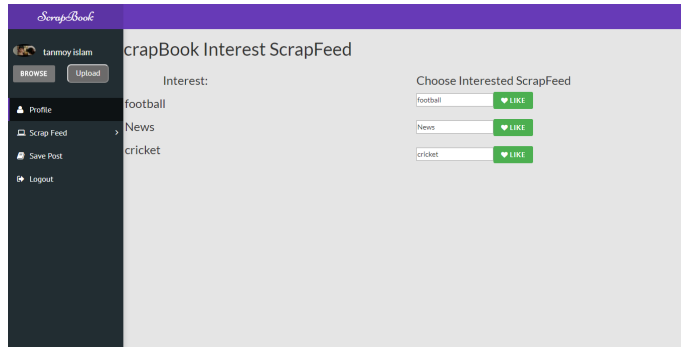 ScrapBook
tanmoy islam
BROWSE Upload
Profile
Scrap Feed
Save Post
Logout
crapBook Interest ScrapFeed
Interest:
football
News
cricket
Choose Interested ScrapFeed
football LIKE
News LIKE
cricket LIKE